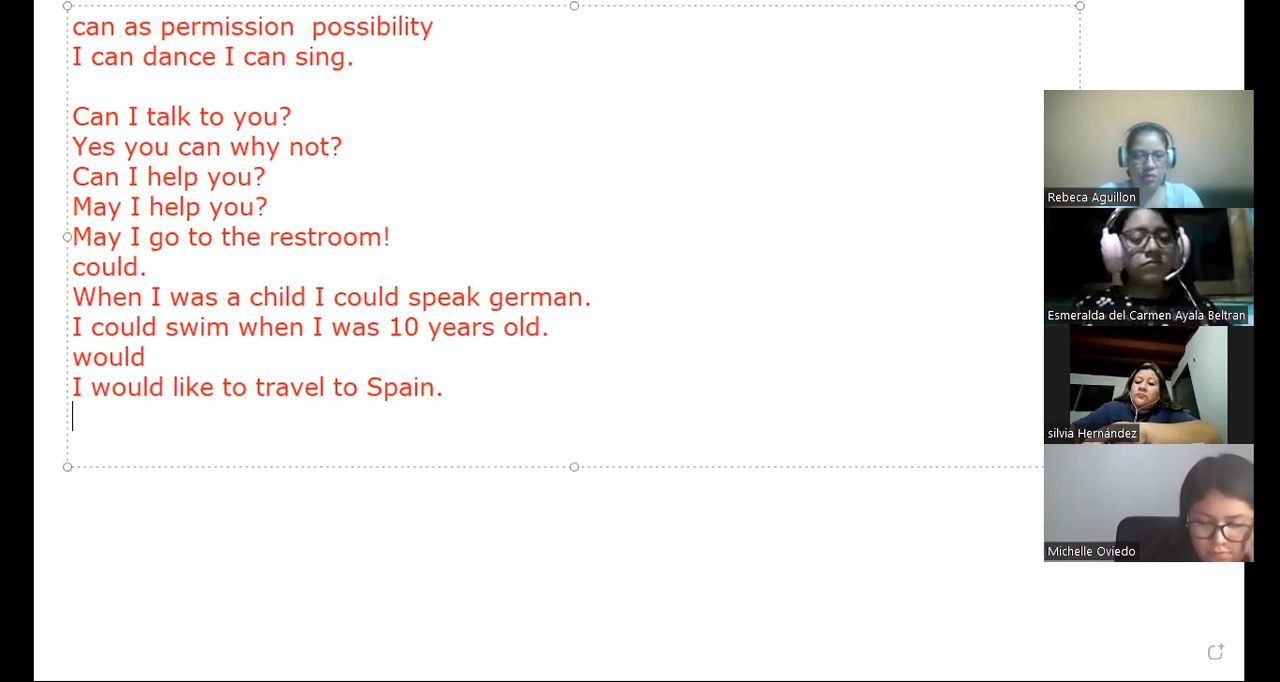 can as permission  possibility
I can dance I can sing.
Can I talk to you?
Yes you can why not?
Can I help you?
May I help you?
May I go to the restroom!
could.
When I was a child I could speak german.
I could swim when I was 10 years old.
would
I would like to travel to Spain.
Rebeca Aguillon
Esmeralda del Carmen Ayala Beltran
silvia Hernández
Michelle Oviedo